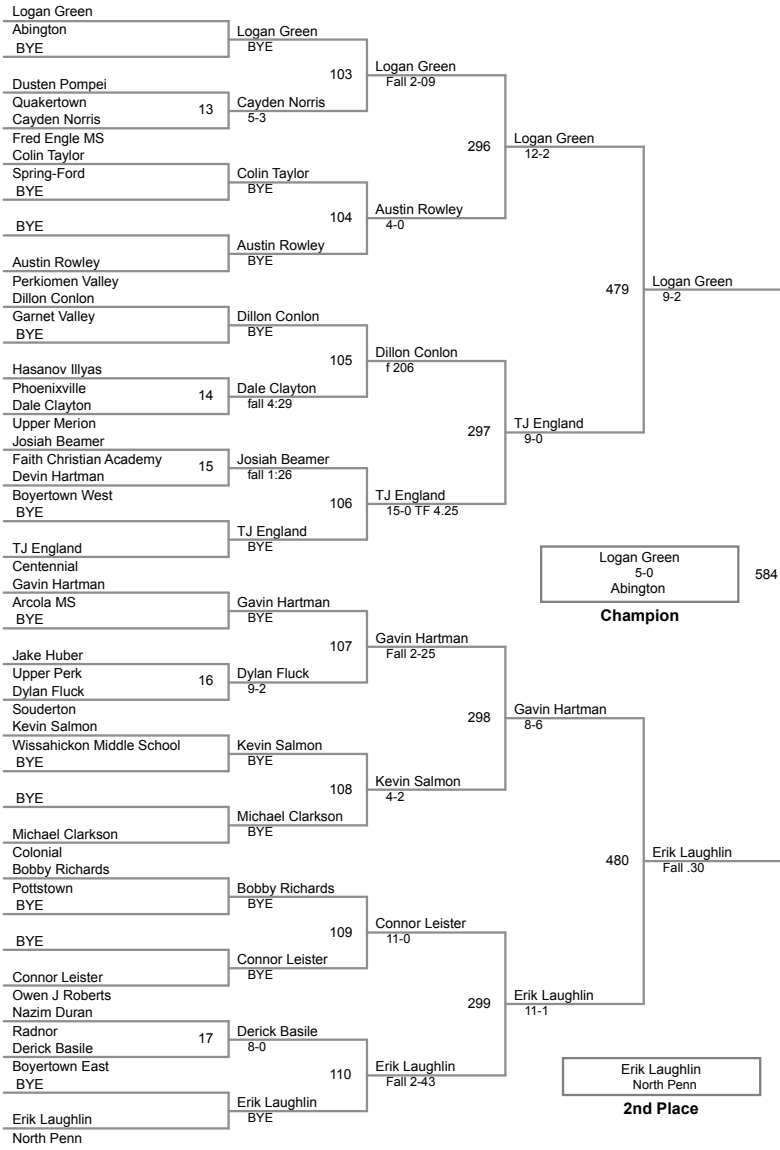 Logan Green
Abington
BYE
Dusten Pompei
Quakertown
Cayden Norris
Fred Engle MS
Colin Taylor
Spring-Ford
BYE
BYE
Austin Rowley
Perkiomen Valley
Dillon Conlon
Garnet Valley
BYE
Hasanov Illyas
Phoenixville
Dale Clayton
Upper Merion
Josiah Beamer
Faith Christian Academy
Devin Hartman
Boyertown West
BYE
TJ England
Centennial
Gavin Hartman
Arcola MS
BYE
Jake Huber
Upper Perk
Dylan Fluck
Souderton
Kevin Salmon
Wissahickon Middle School
BYE
BYE
Michael Clarkson
Colonial
Bobby Richards
Pottstown
BYE
BYE
Connor Leister
Owen J Roberts
Nazim Duran
Radnor
Derick Basile
Boyertown East
BYE
Erik Laughlin
North Penn
13
14
15
16
17
Logan Green
BYE
Cayden Norris
5-3
Colin Taylor
BYE
Austin Rowley
BYE
Dillon Conlon
BYE
Dale Clayton
fall 4:29
Josiah Beamer
fall 1:26
TJ England
BYE
Gavin Hartman
BYE
Dylan Fluck
9-2
Kevin Salmon
BYE
Michael Clarkson
BYE
Bobby Richards
BYE
Connor Leister
BYE
Derick Basile
8-0
Erik Laughlin
BYE
103
104
105
106
107
108
109
110
Logan Green
Fall 2-09
Austin Rowley
4-0
Dillon Conlon
f 206
TJ England
15-0 TF 4.25
Gavin Hartman
Fall 2-25
Kevin Salmon
4-2
Connor Leister
11-0
Erik Laughlin
Fall 2-43
296
297
298
299
Logan Green
12-2
TJ England
9-0
Gavin Hartman
8-6
Erik Laughlin
11-1
479
480
Logan Green
9-2
Erik Laughlin
Fall .30
Logan Green
5-0
Abington
584
Champion
Erik Laughlin
North Penn
2nd Place